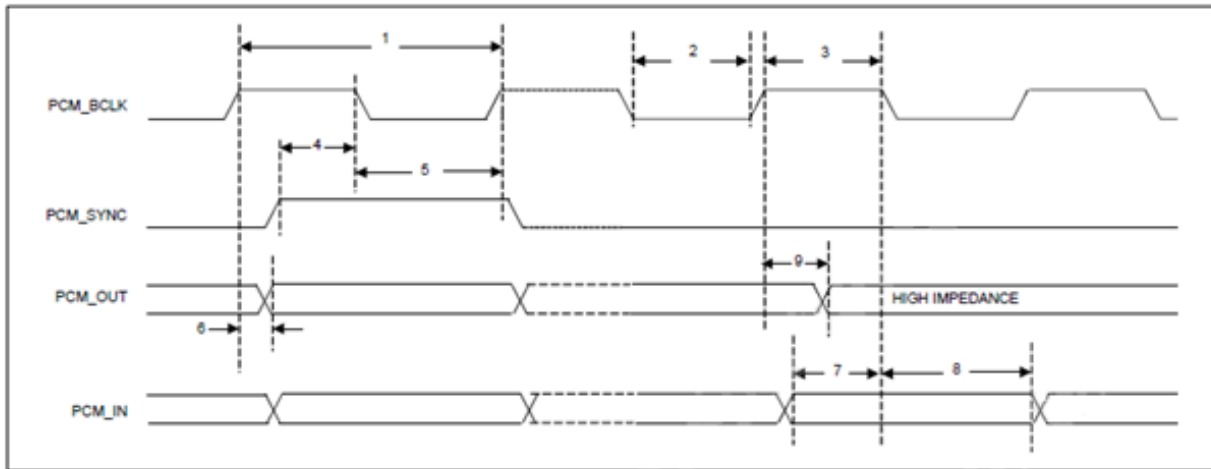 1
2
3
PCM_BCLK
4
5
PCM_SYNC
9
PCM_OUT
HIGH IMPEDANCE
6
7
8
PCM_IN